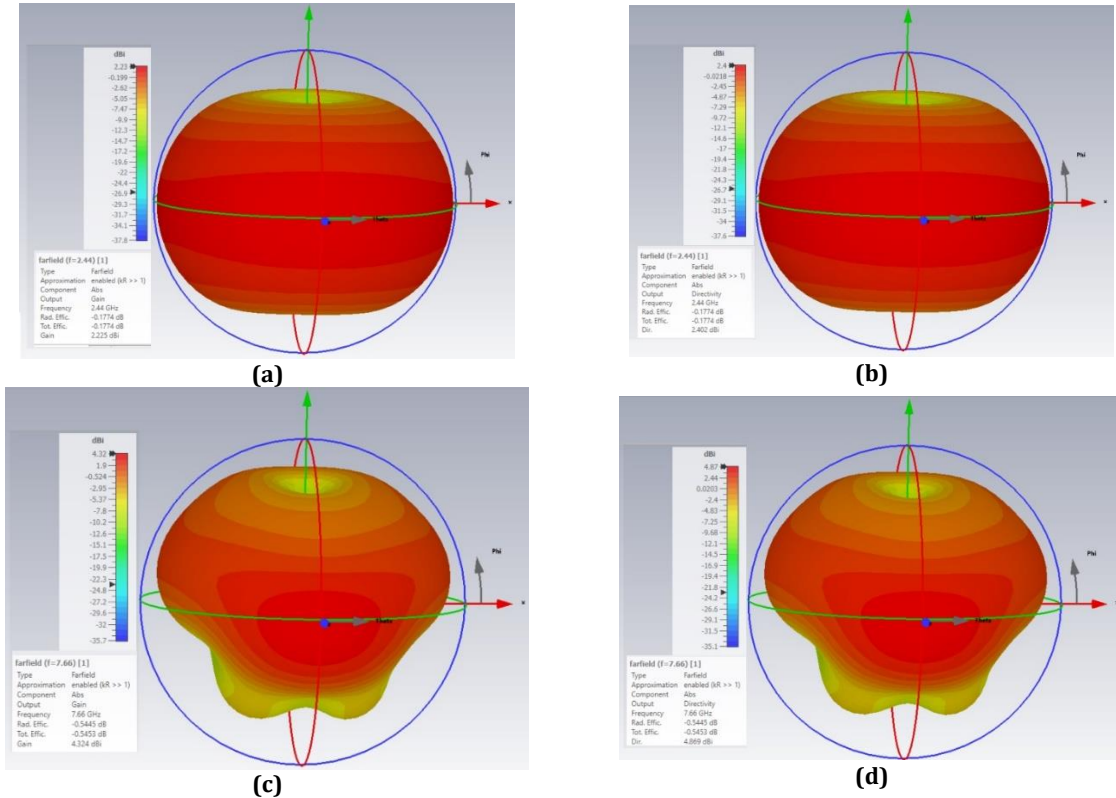 dBi
2.23
-0.199
-2.62
-5.05
-7.47
-9.9
-12.3
-14.7
-17.2
-19.6
-22
-24.4
-26.9
-29.3
-31.7
-34.1
-37.8
Phi
x
Theta
farfield (f=2.44) [1]
Type Farfield
Approximation enabled (kR >> 1)
Component Abs
Output Gain
Frequency 2.44 GHz
Rad. Effic. -0.1774 dB
Tot. Effic. -0.1774 dB
Gain 2.225 dBi
(a)
dBi
2.4
-0.0218
-2.45
-4.87
-7.29
-9.72
-12.1
-14.6
-17
-19.4
-21.8
-24.3
-26.7
-29.1
-31.5
-34
-37.6
Phi
x
Theta
farfield (f=2.44) [1]
Type Farfield
Approximation enabled (kR >> 1)
Component Abs
Output Directivity
Frequency 2.44 GHz
Rad. Effic. -0.1774 dB
Tot. Effic. -0.1774 dB
Dir. 2.402 dBi
(b)
dBi
4.32
1.9
-0.524
-2.95
-5.37
-7.8
-10.2
-12.6
-15.1
-17.5
-19.9
-22.3
-24.8
-27.2
-29.6
-32
-35.7
Phi
x
Theta
farfield (f=7.66) [1]
Type Farfield
Approximation enabled (kR >> 1)
Component Abs
Output Gain
Frequency 7.66 GHz
Rad. Effic. -0.5445 dB
Tot. Effic. -0.5453 dB
Gain 4.324 dBi
(c)
dBi
4.87
2.44
0.0203
-2.4
-4.83
-7.25
-9.68
-12.1
-14.5
-16.9
-19.4
-21.8
-24.2
-26.6
-29.1
-31.5
-35.1
Phi
Theta
farfield (f=7.66) [1]
Type Farfield
Approximation enabled (kR >> 1)
Component Abs
Output Directivity
Frequency 7.66 GHz
Rad. Effic. -0.5445 dB
Tot. Effic. -0.5453 dB
Dir. 4.869 dBi
(d)